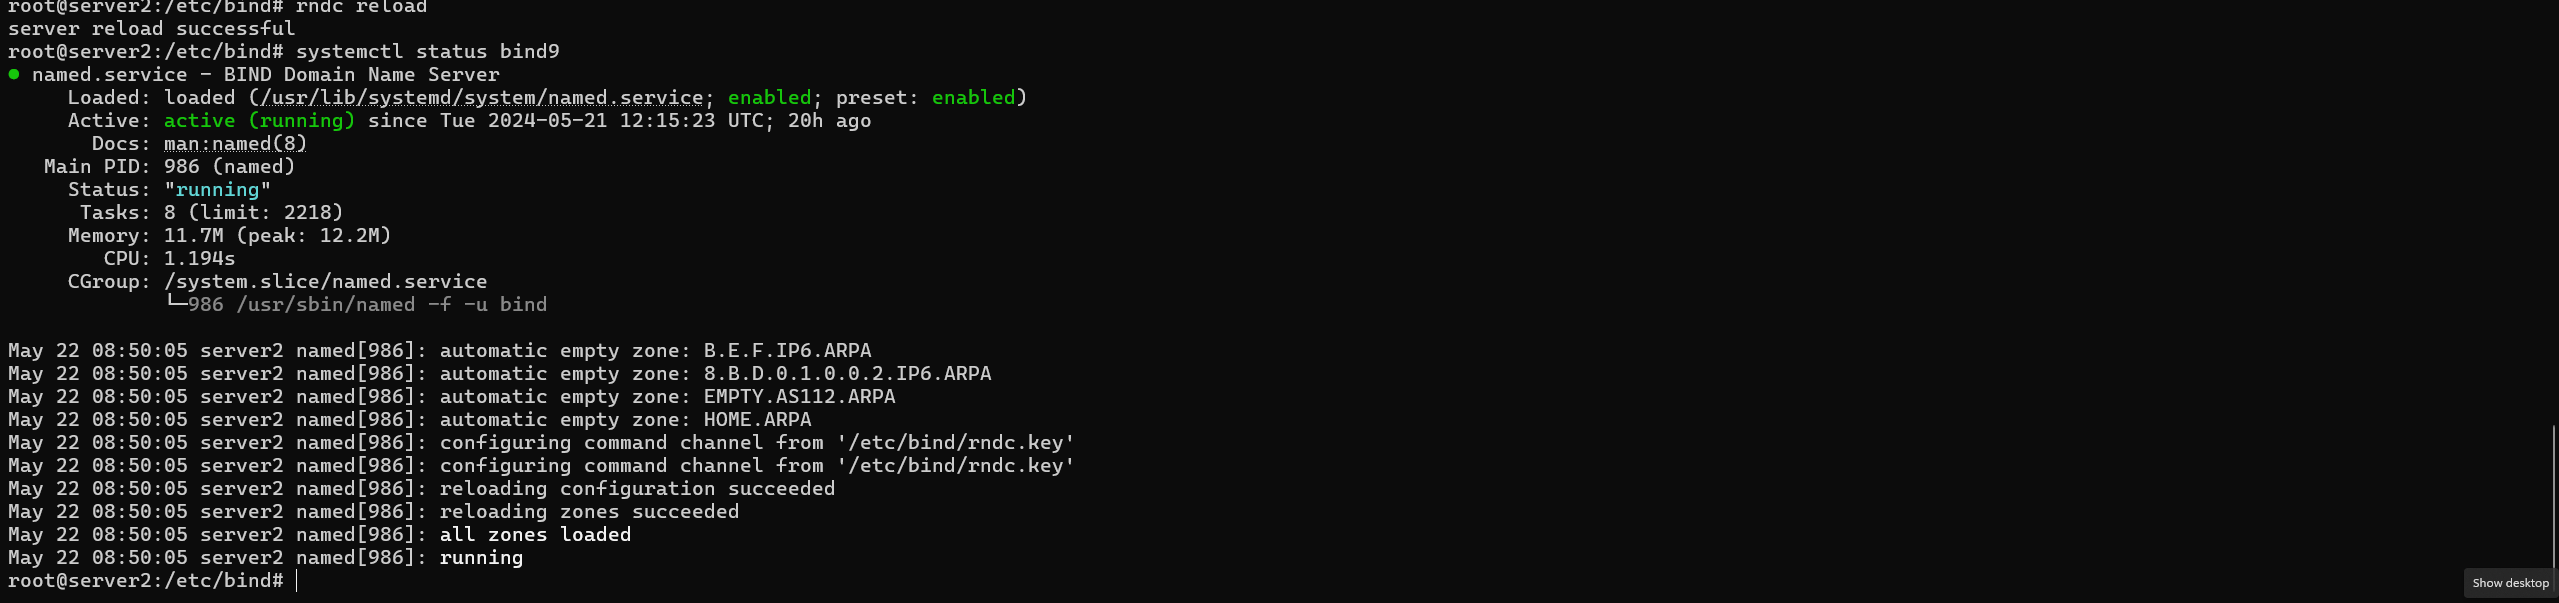 root@server2:/etc/bind# rndc reload
server reload successful
root@server2:/etc/bind# systemctl status bind9
● named.service - BIND Domain Name Server
     Loaded: loaded (/usr/lib/systemd/system/named.service; enabled; preset: enabled)
     Active: active (running) since Tue 2024-05-21 12:15:23 UTC; 20h ago
       Docs: man:named(8)
   Main PID: 986 (named)
     Status: "running"
      Tasks: 8 (limit: 2218)
     Memory: 11.7M (peak: 12.2M)
        CPU: 1.194s
     CGroup: /system.slice/named.service
             └─986 /usr/sbin/named -f -u bind

May 22 08:50:05 server2 named[986]: automatic empty zone: B.E.F.IP6.ARPA
May 22 08:50:05 server2 named[986]: automatic empty zone: 8.B.D.0.1.0.0.2.IP6.ARPA
May 22 08:50:05 server2 named[986]: automatic empty zone: EMPTY.AS112.ARPA
May 22 08:50:05 server2 named[986]: automatic empty zone: HOME.ARPA
May 22 08:50:05 server2 named[986]: configuring command channel from '/etc/bind/rndc.key'
May 22 08:50:05 server2 named[986]: configuring command channel from '/etc/bind/rndc.key'
May 22 08:50:05 server2 named[986]: reloading configuration succeeded
May 22 08:50:05 server2 named[986]: reloading zones succeeded
May 22 08:50:05 server2 named[986]: all zones loaded
May 22 08:50:05 server2 named[986]: running
root@server2:/etc/bind#
Show desktop